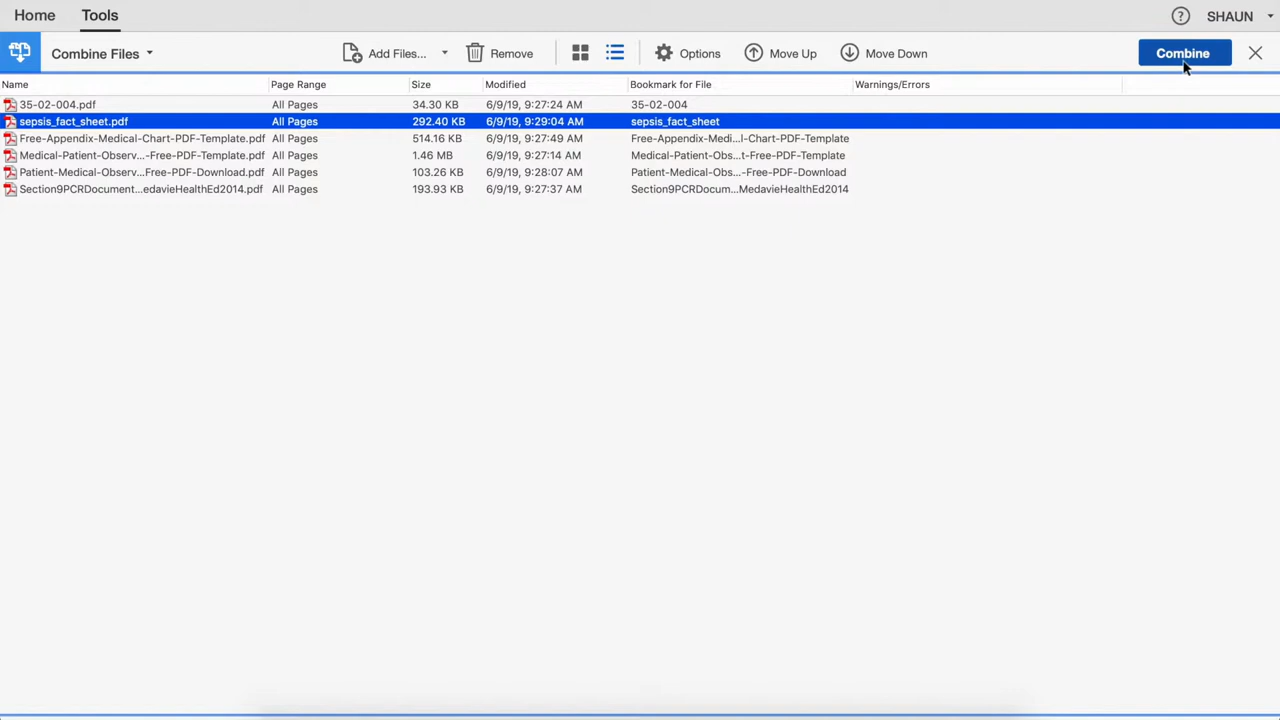 Home Tools SHAUN
Combine Files Add Files... Remove Options Move Up Move Down Combine
Name Page Range Size Modified Bookmark for File Warnings/Errors
35-02-004.pdf All Pages 34.30 KB 6/9/19, 9:27:24 AM 35-02-004
sepsis_fact_sheet.pdf All Pages 292.40 KB 6/9/19, 9:29:04 AM sepsis_fact_sheet
Free-Appendix-Medical-Chart-PDF-Template.pdf All Pages 514.16 KB 6/9/19, 9:27:49 AM Free-Appendix-Medi...l-Chart-PDF-Template
Medical-Patient-Observ...-Free-PDF-Template.pdf All Pages 1.46 MB 6/9/19, 9:27:14 AM Medical-Patient-Obs...t-Free-PDF-Template
Patient-Medical-Observ...Free-PDF-Download.pdf All Pages 103.26 KB 6/9/19, 9:28:07 AM Patient-Medical-Obs...-Free-PDF-Download
Section9PCRDocument...edavieHealthEd2014.pdf All Pages 193.93 KB 6/9/19, 9:27:37 AM Section9PCRDocum...MedavieHealthEd2014